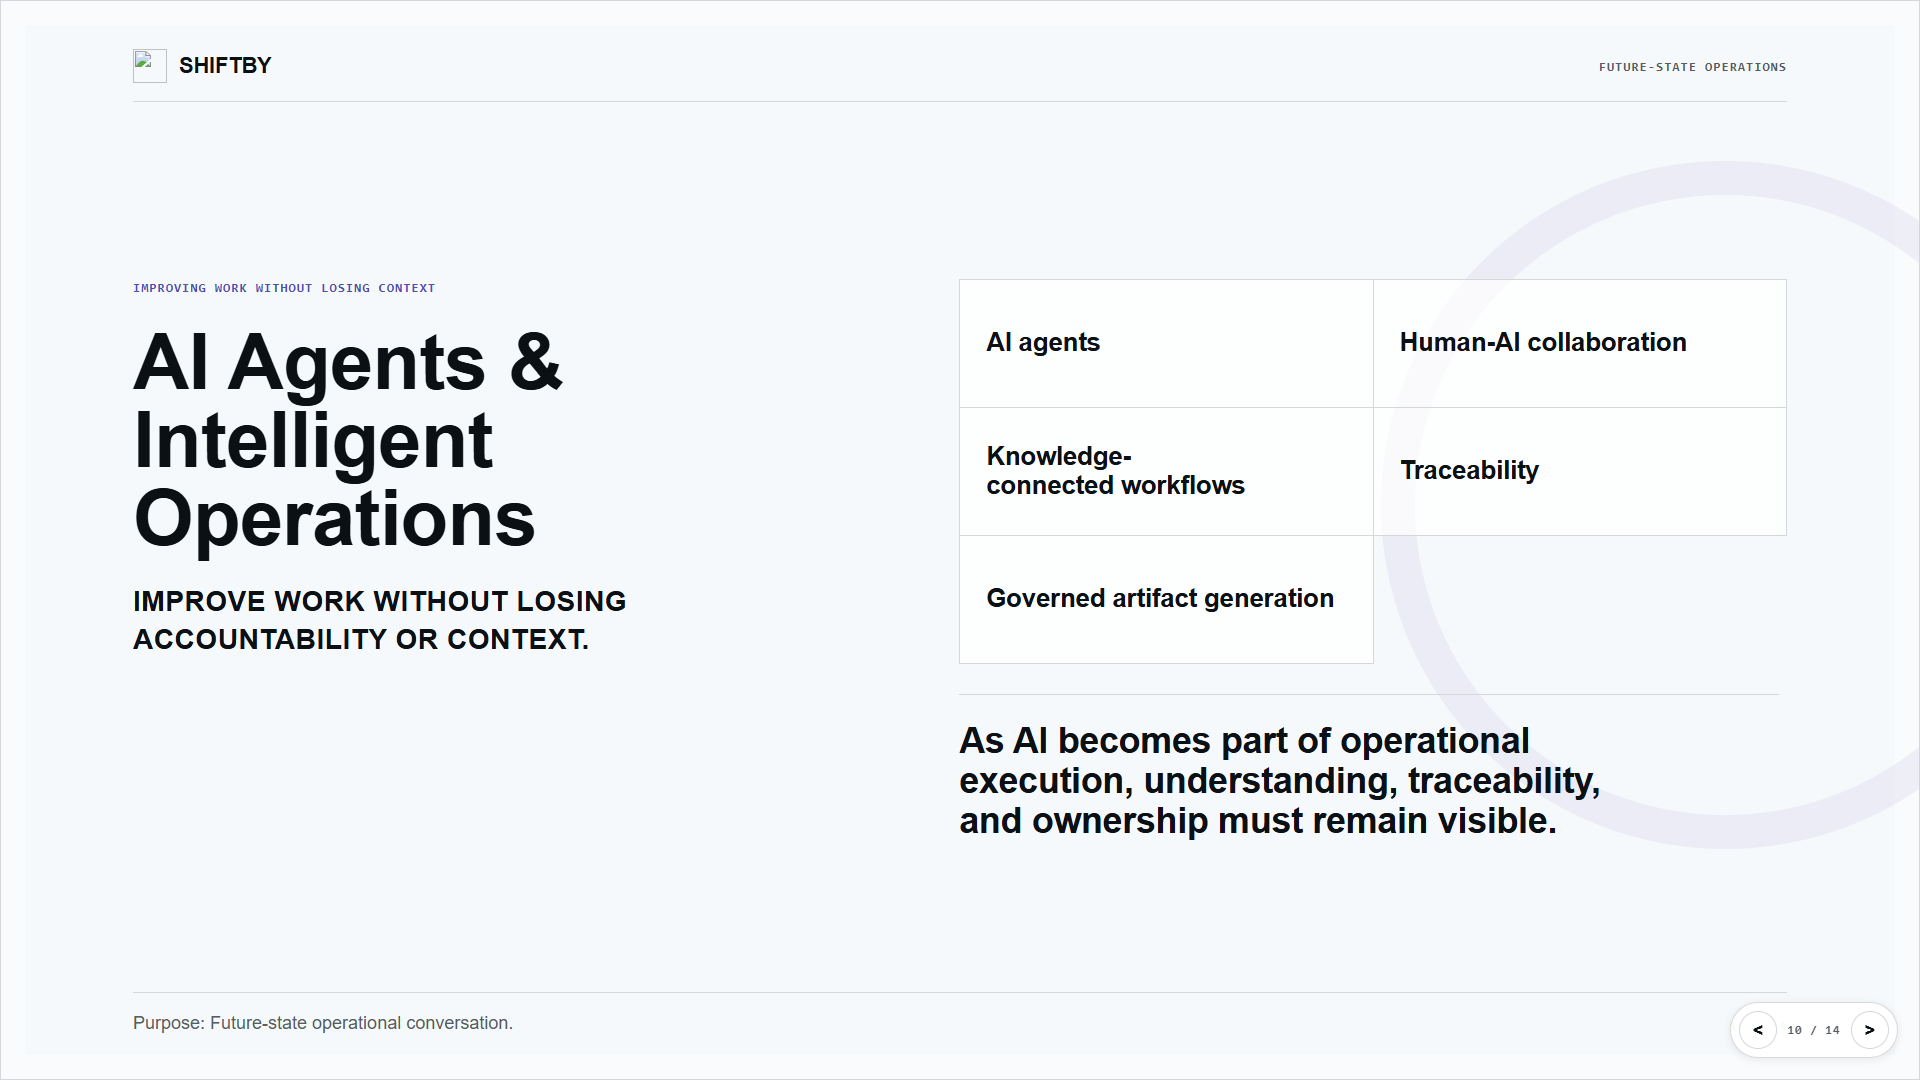 SHIFTBY
FUTURE-STATE OPERATIONS
IMPROVING WORK WITHOUT LOSING CONTEXT
AI Agents &
Intelligent
Operations
IMPROVE WORK WITHOUT LOSING
ACCOUNTABILITY OR CONTEXT.
AI agents
Human-AI collaboration
Knowledge-
connected workflows
Traceability
Governed artifact generation
As AI becomes part of operational
execution, understanding, traceability,
and ownership must remain visible.
Purpose: Future-state operational conversation.
< 10 / 14 >